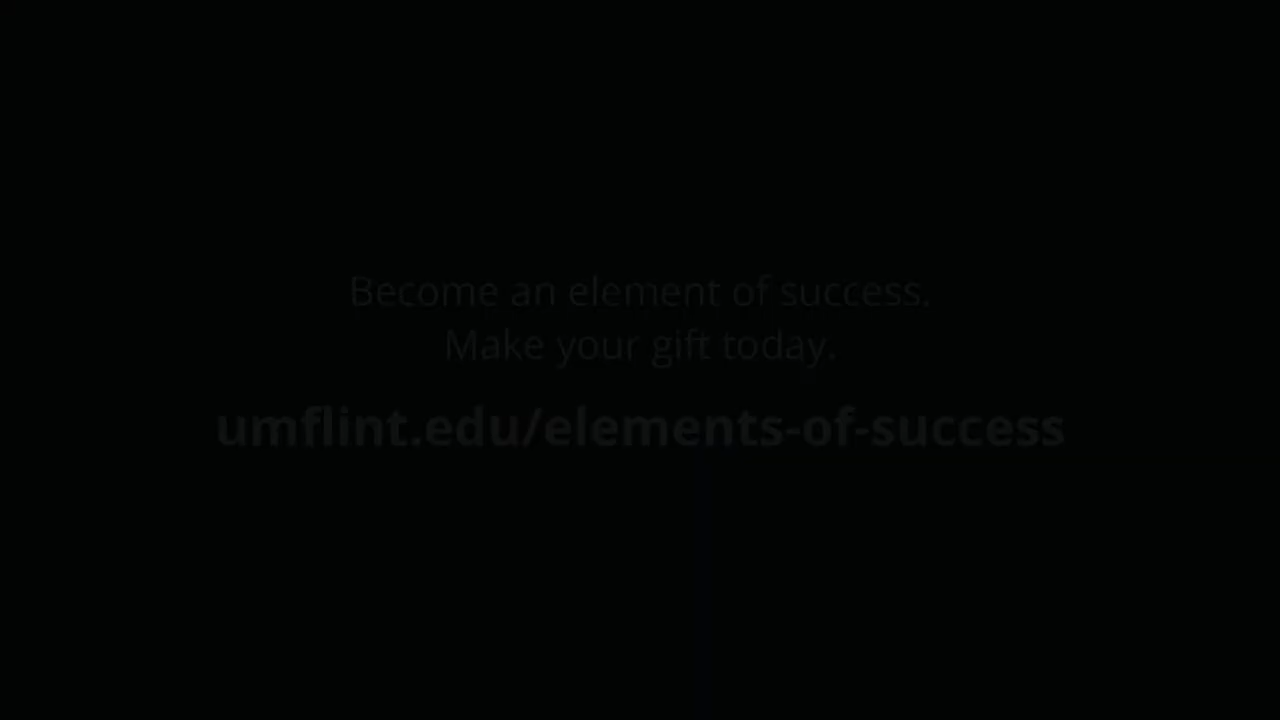 Become an element of success.
Make your gift today.
umflint.edu/elements-of-success